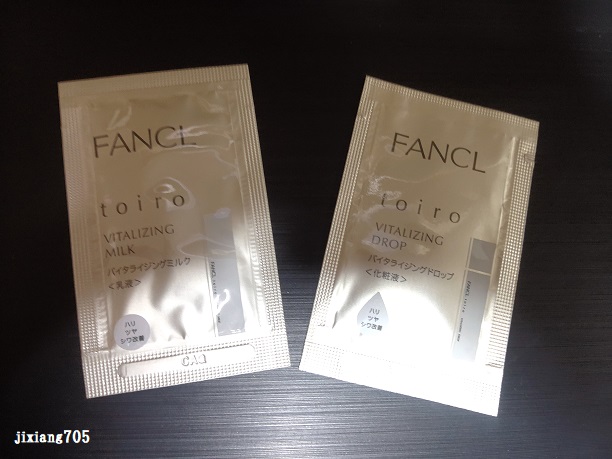 FANCL
toiro
VITALIZING
MILK
バイタライジングミルク
<乳液>
ハリ
ツヤ
シワ改善
FANCL
toiro
VITALIZING
DROP
バイタライジングドロップ
<化粧液>
ハリ
ツヤ
シワ改善
jixiang705